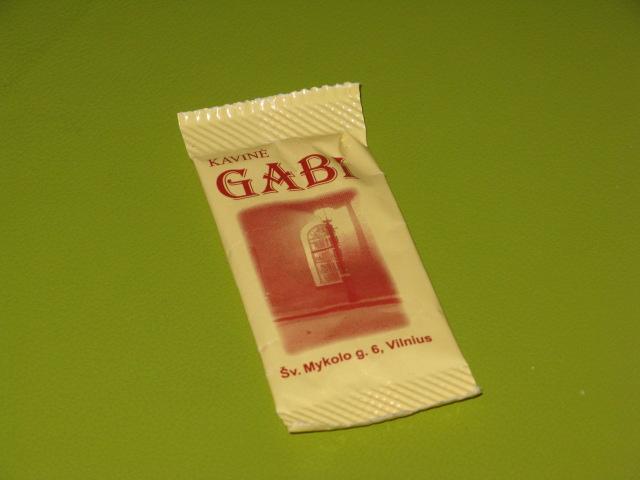 KAVINĖ
GABI
Šv. Mykolo g. 6, Vilnius